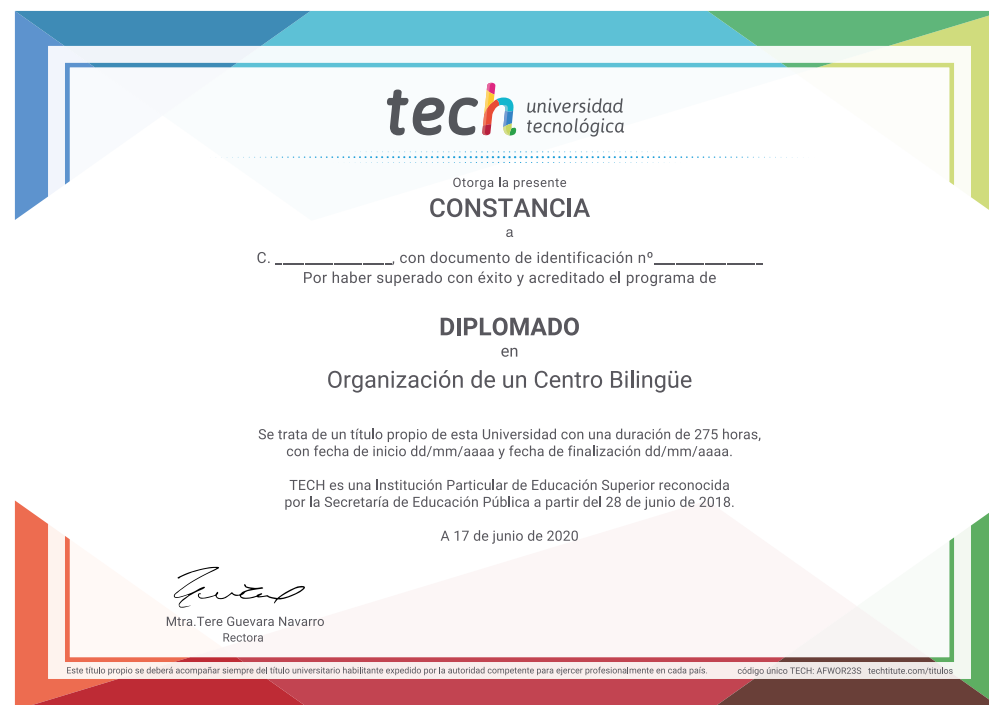 tech universidad
tecnológica
Otorga la presente
CONSTANCIA
a
C. ______________, con documento de identificación nº_____________
Por haber superado con éxito y acreditado el programa de
DIPLOMADO
en
Organización de un Centro Bilingüe
Se trata de un título propio de esta Universidad con una duración de 275 horas,
con fecha de inicio dd/mm/aaaa y fecha de finalización dd/mm/aaaa.
TECH es una Institución Particular de Educación Superior reconocida
por la Secretaría de Educación Pública a partir del 28 de junio de 2018.
A 17 de junio de 2020
Mtra.Tere Guevara Navarro
Rectora
Este título propio se deberá acompañar siempre del título universitario habilitante expedido por la autoridad competente para ejercer profesionalmente en cada país. código único TECH: AFWOR23S techtitute.com/titulos